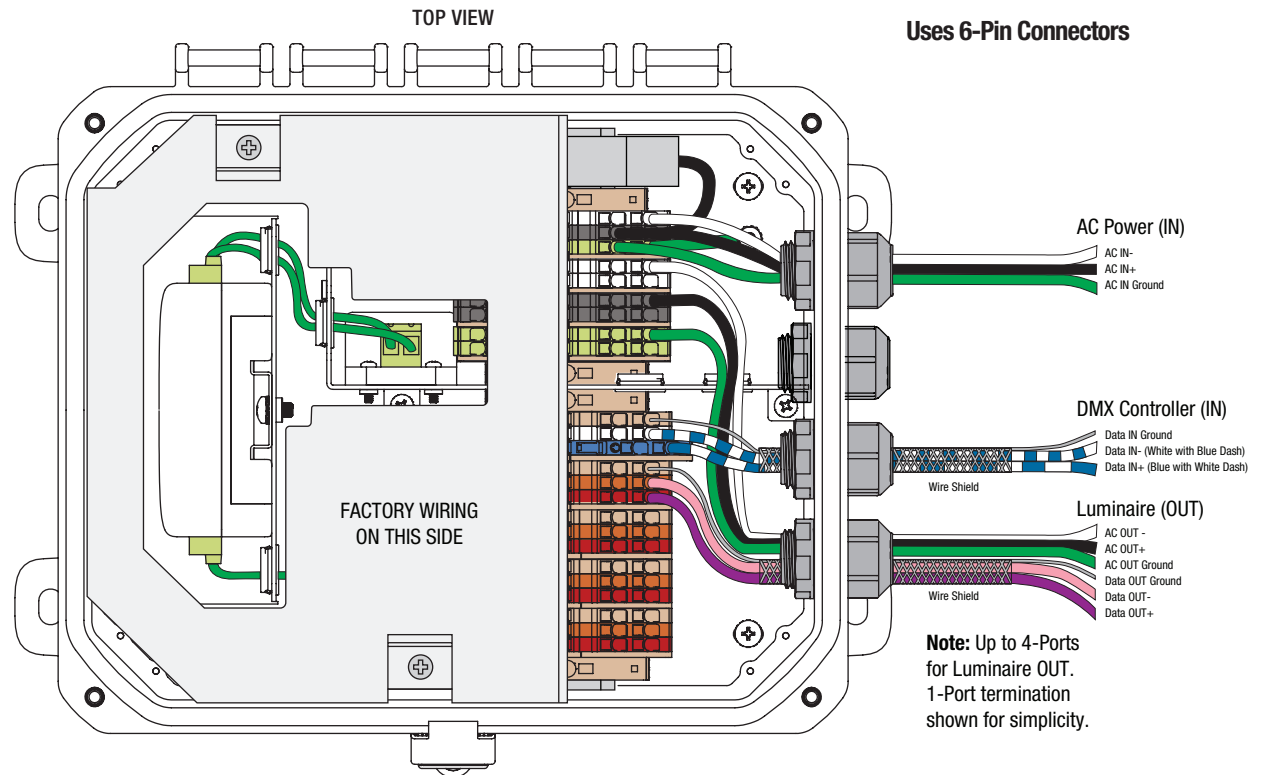 TOP VIEW
Uses 6-Pin Connectors
AC Power (IN)
AC IN-
AC IN+
AC IN Ground
DMX Controller (IN)
Data IN Ground
Data IN- (White with Blue Dash)
Data IN+ (Blue with White Dash)
Wire Shield
Luminaire (OUT)
AC OUT -
AC OUT+
AC OUT Ground
Data OUT Ground
Data OUT-
Data OUT+
Wire Shield
FACTORY WIRING
ON THIS SIDE
Note: Up to 4-Ports
for Luminaire OUT.
1-Port termination
shown for simplicity.